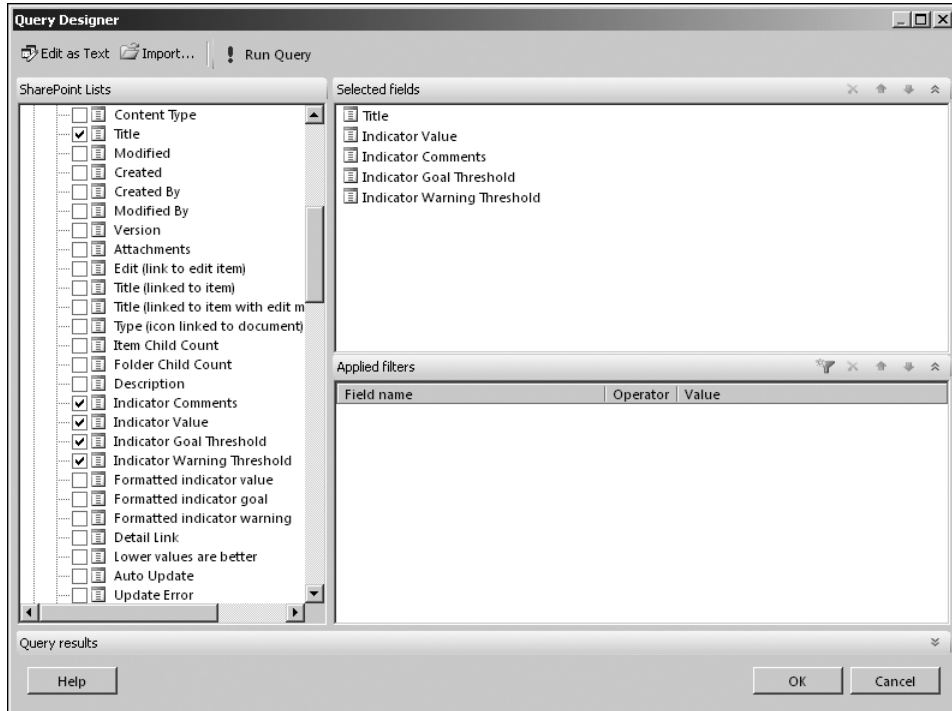 Query Designer
Edit as Text Import... Run Query
SharePoint Lists
Content Type
Title
Modified
Created
Created By
Modified By
Version
Attachments
Edit (link to edit item)
Title (linked to item)
Title (linked to item with edit m
Type (icon linked to document)
Item Child Count
Folder Child Count
Description
Indicator Comments
Indicator Value
Indicator Goal Threshold
Indicator Warning Threshold
Formatted indicator value
Formatted indicator goal
Formatted indicator warning
Detail Link
Lower values are better
Auto Update
Update Error
Selected fields
Title
Indicator Value
Indicator Comments
Indicator Goal Threshold
Indicator Warning Threshold
Applied filters
Field name Operator Value
Query results
Help OK Cancel